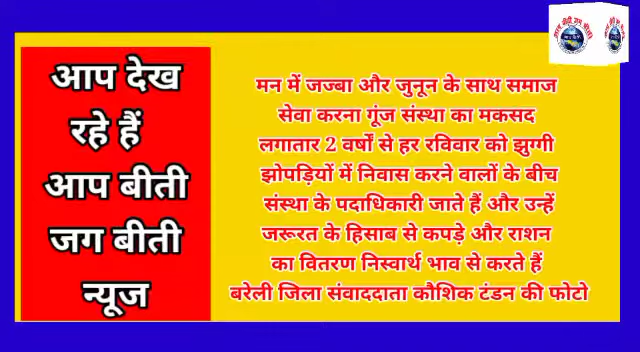 आप देख
रहे हैं
आप बीती
जग बीती
न्यूज
मन में जज्बा और जुनून के साथ समाज
सेवा करना गूंज संस्था का मकसद
लगातार 2 वर्षों से हर रविवार को झुग्गी
झोपड़ियों में निवास करने वालों के बीच
संस्था के पदाधिकारी जाते हैं और उन्हें
जरूरत के हिसाब से कपड़े और राशन
का वितरण निस्वार्थ भाव से करते हैं
बरेली जिला संवाददाता कौशिक टंडन की फोटो